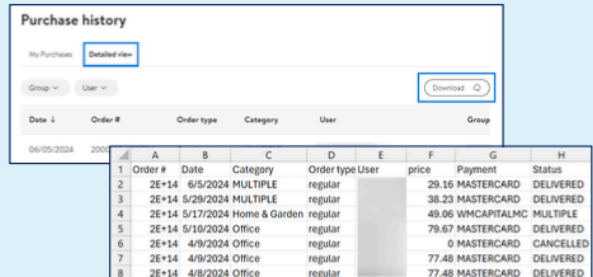 Purchase history
My Purchases Detailed view
Group User Download
Date ↓ Order # Order type Category User Group
06/05/2024
A B C D E F G H
1 Order # Date Category Order type User price Payment Status
2 2E+14 6/5/2024 MULTIPLE regular 29.16 MASTERCARD DELIVERED
3 2E+14 5/29/2024 MULTIPLE regular 38.23 MASTERCARD DELIVERED
4 2E+14 5/17/2024 Home & Garden regular 49.06 WMCAPITALMC MULTIPLE
5 2E+14 5/10/2024 Office regular 79.67 MASTERCARD DELIVERED
6 2E+14 4/9/2024 Office regular 0 MASTERCARD CANCELLED
7 2E+14 4/9/2024 Office regular 77.48 MASTERCARD DELIVERED
8 2E+14 4/8/2024 Office regular 77.48 MASTERCARD DELIVERED